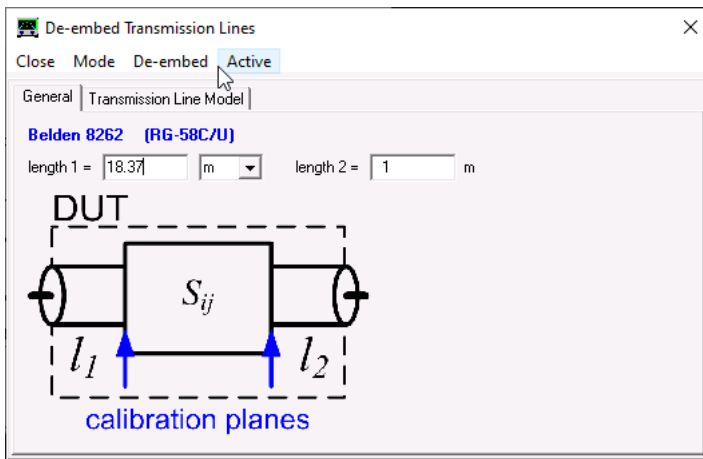 De-embed Transmission Lines
Close Mode De-embed Active
General Transmission Line Model
Belden 8262 (RG-58C/U)
length 1 = 18.37 m length 2 = 1 m
DUT
Sij
l1 l2
calibration planes